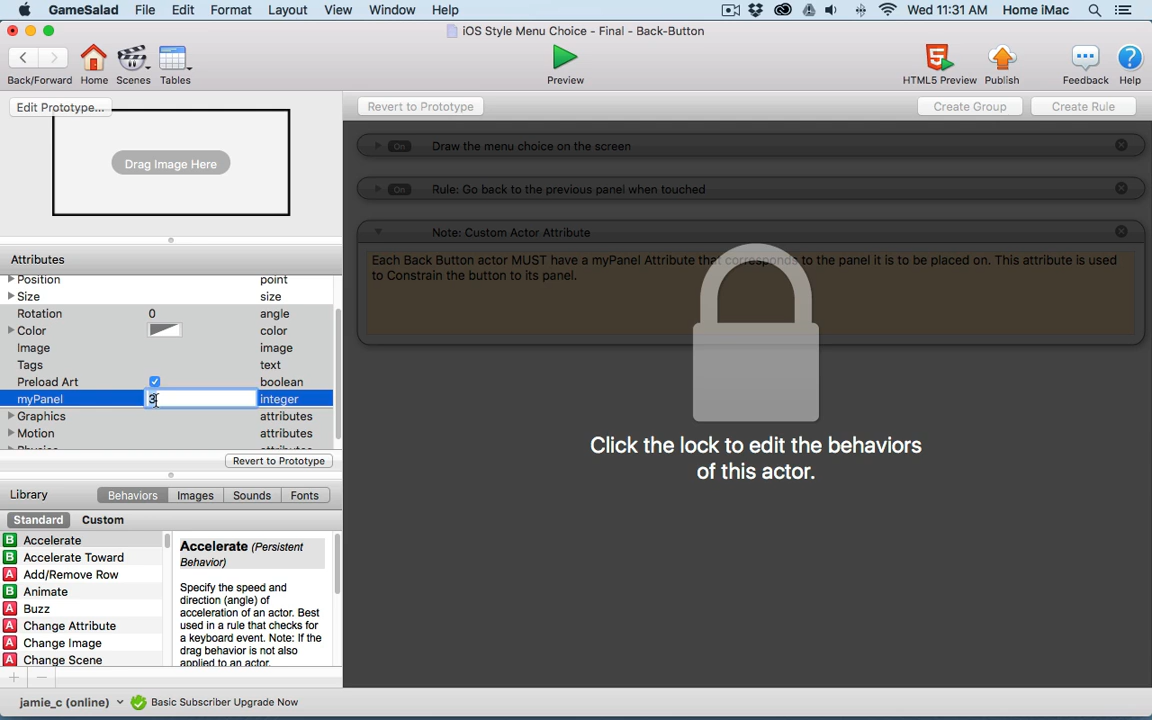 GameSalad File Edit Format Layout View Window Help Wed 11:31 AM Home iMac
iOS Style Menu Choice - Final - Back-Button
Back/Forward Home Scenes Tables Preview HTML5 Preview Publish Feedback Help
Edit Prototype... Revert to Prototype Create Group Create Rule
Drag Image Here
On Draw the menu choice on the screen
On Rule: Go back to the previous panel when touched
Note: Custom Actor Attribute
Each Back Button actor MUST have a myPanel Attribute that corresponds to the panel it is to be placed on. This attribute is used
to Constrain the button to its panel.
Click the lock to edit the behaviors
of this actor.
Attributes
Position point
Size size
Rotation 0 angle
Color color
Image image
Tags text
Preload Art boolean
myPanel 3 integer
Graphics attributes
Motion attributes
Revert to Prototype
Library Behaviors Images Sounds Fonts
Standard Custom
B Accelerate
B Accelerate Toward
A Add/Remove Row
B Animate
A Buzz
A Change Attribute
A Change Image
A Change Scene
Accelerate (Persistent
Behavior)
Specify the speed and
direction (angle) of
acceleration of an actor. Best
used in a rule that checks for
a keyboard event. Note: If the
drag behavior is not also
applied to an actor,
jamie_c (online) Basic Subscriber Upgrade Now